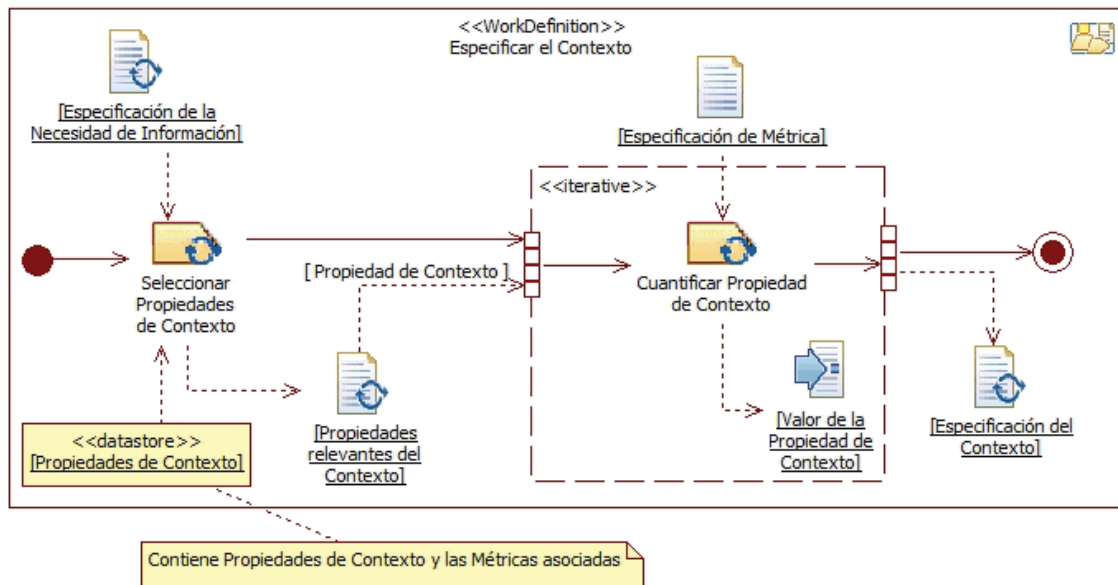 <<WorkDefinition>>
Especificar el Contexto
[Especificación de la
Necesidad de Información]
[Especificación de Métrica]
<<iterative>>
Seleccionar
Propiedades
de Contexto
[ Propiedad de Contexto ]
Cuantificar Propiedad
de Contexto
<<datastore>>
[Propiedades de Contexto]
[Propiedades
relevantes del
Contexto]
[Valor de la
Propiedad de
Contexto]
[Especificación del
Contexto]
Contiene Propiedades de Contexto y las Métricas asociadas